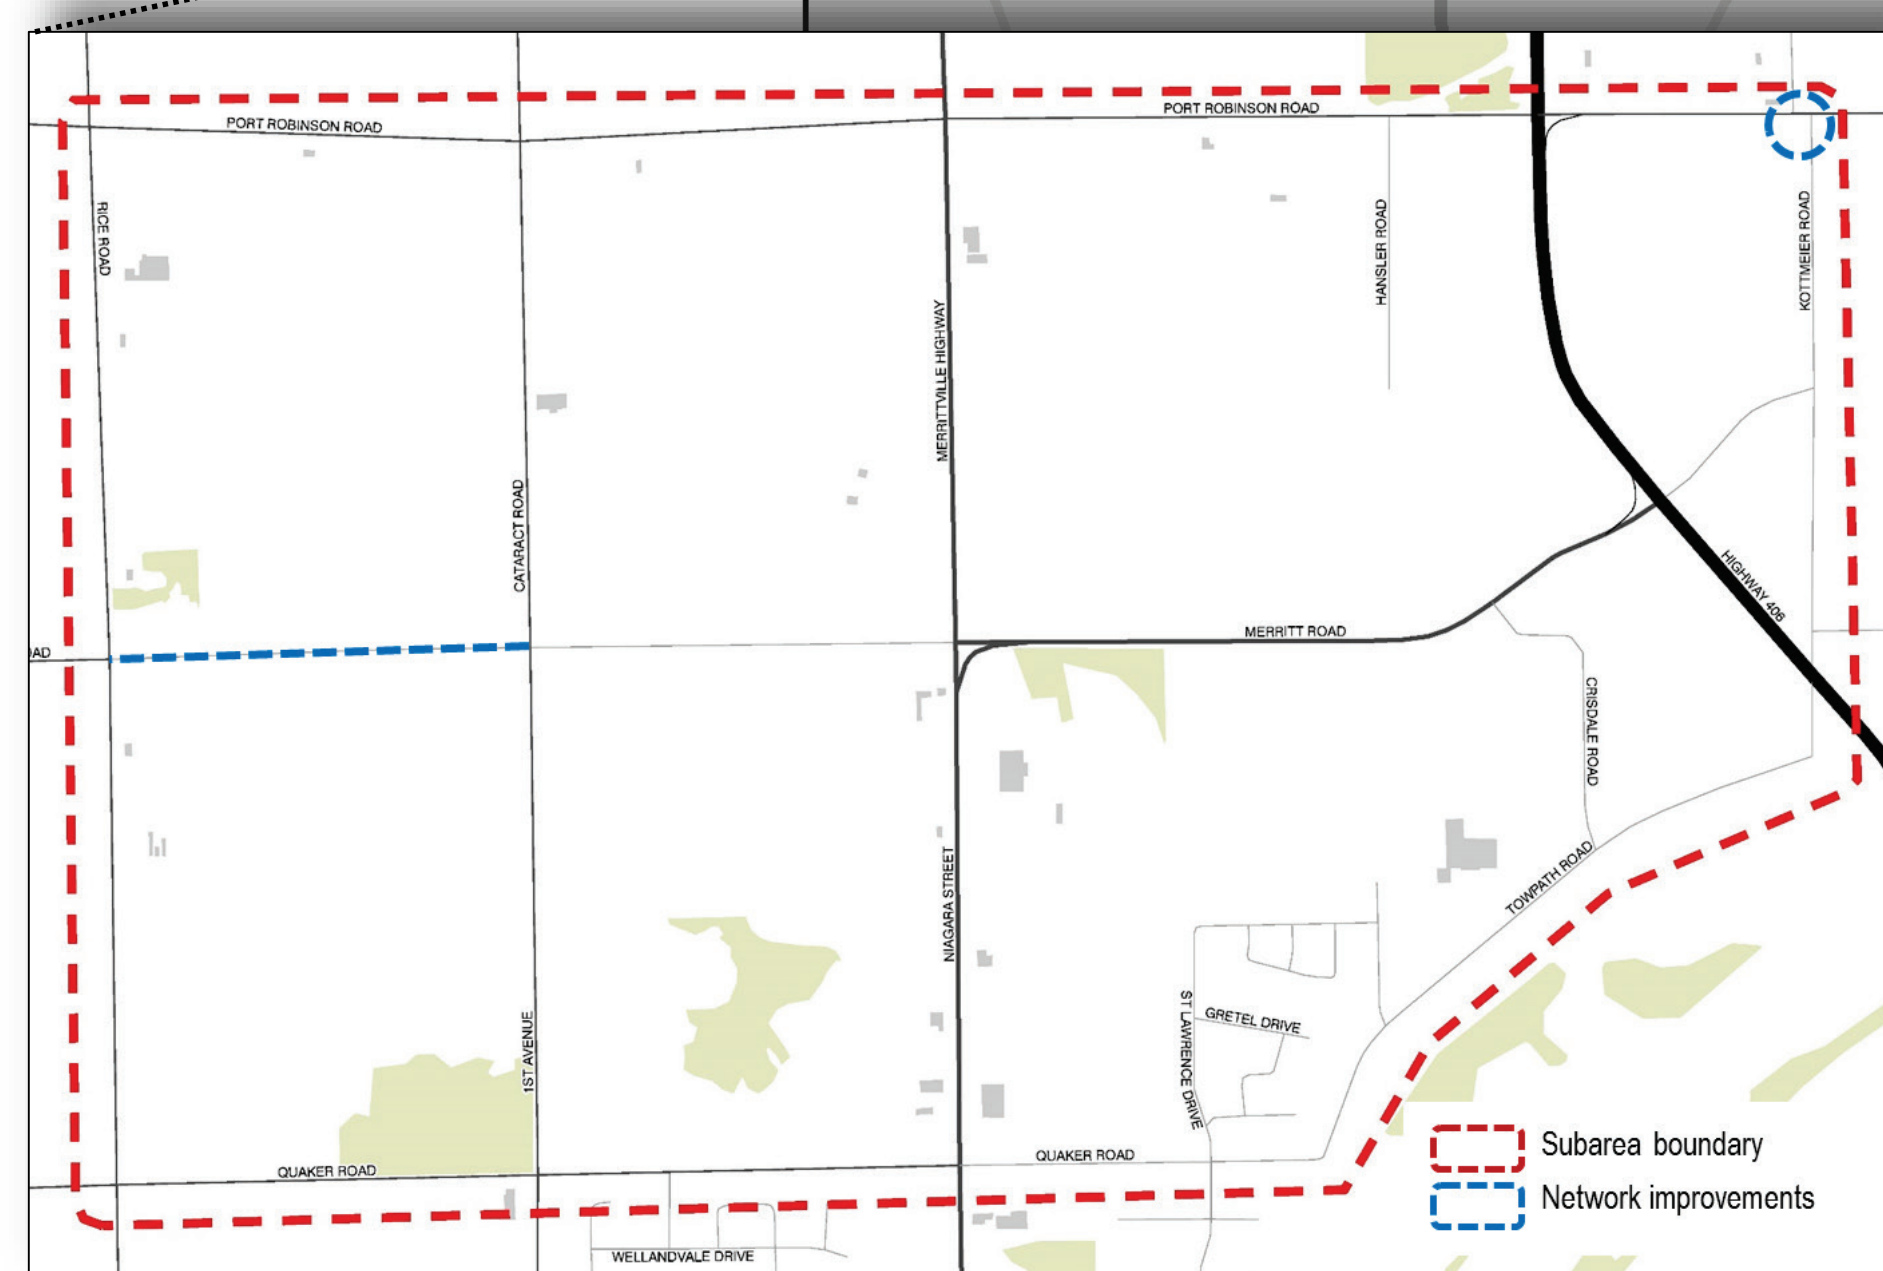 PORT ROBINSON ROAD
PORT ROBINSON ROAD
RICE ROAD
HANSLER ROAD
KOTTMEIER ROAD
MERRITTVILLE HIGHWAY
CATARACT ROAD
HIGHWAY 406
MERRITT ROAD
AD
CRISDALE ROAD
TOWPATH ROAD
NIAGARA STREET
1ST AVENUE
ST LAWRENCE DRIVE
GRETEL DRIVE
QUAKER ROAD
QUAKER ROAD
WELLANDVALE DRIVE
Subarea boundary
Network improvements